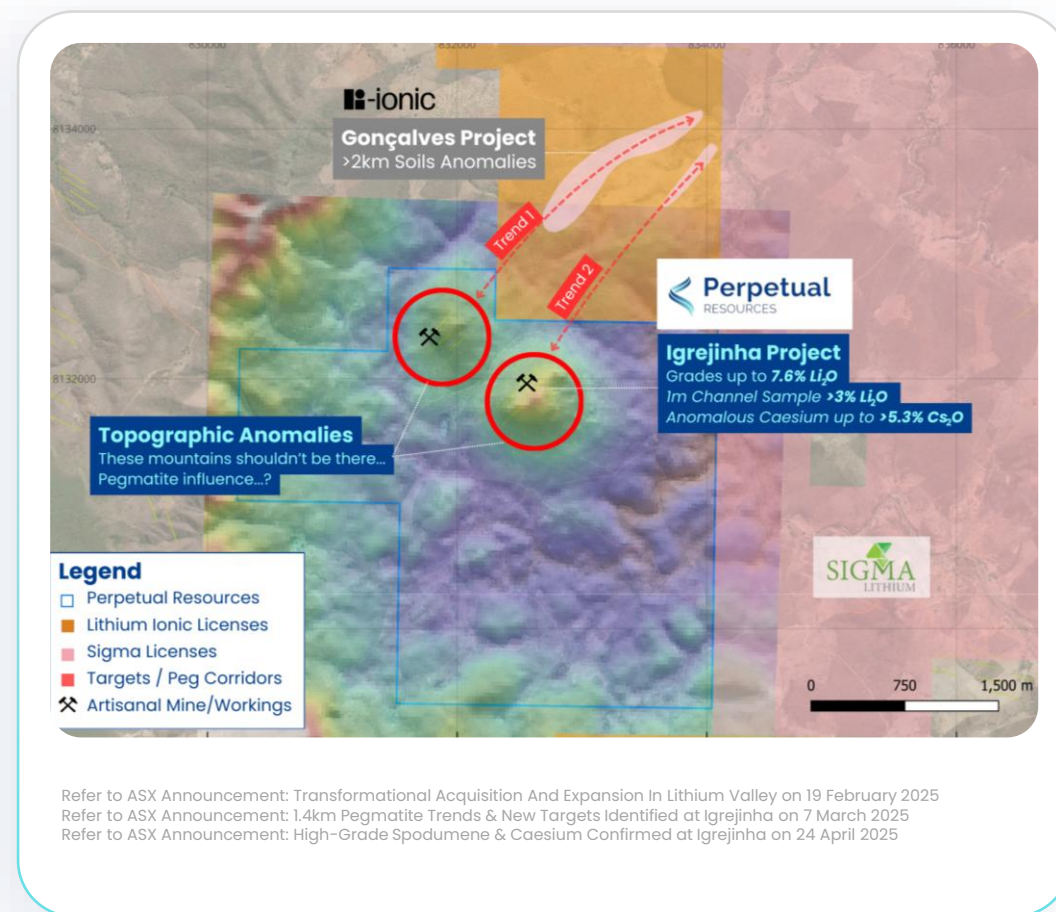 830000
832000
834000
836000
8134000
8132000
Li-ionic
Gonçalves Project
>2km Soils Anomalies
Trend 1
Trend 2
Perpetual
RESOURCES
Igrejinha Project
Grades up to 7.6% Li₂O
1m Channel Sample >3% Li₂O
Anomalous Caesium up to >5.3% Cs₂O
Topographic Anomalies
These mountains shouldn't be there...
Pegmatite influence...?
SIGMA
LITHIUM
Legend
Perpetual Resources
Lithium Ionic Licenses
Sigma Licenses
Targets / Peg Corridors
Artisanal Mine/Workings
0 750 1,500 m
Refer to ASX Announcement: Transformational Acquisition And Expansion In Lithium Valley on 19 February 2025
Refer to ASX Announcement: 1.4km Pegmatite Trends & New Targets Identified at Igrejinha on 7 March 2025
Refer to ASX Announcement: High-Grade Spodumene & Caesium Confirmed at Igrejinha on 24 April 2025